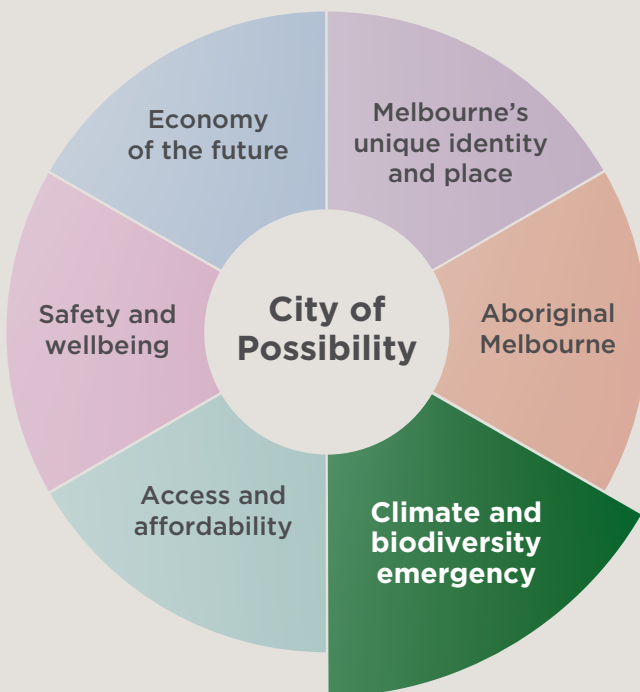 Economy
of the future
Melbourne's
unique identity
and place
Safety and
wellbeing
City of
Possibility
Aboriginal
Melbourne
Access and
affordability
Climate and
biodiversity
emergency